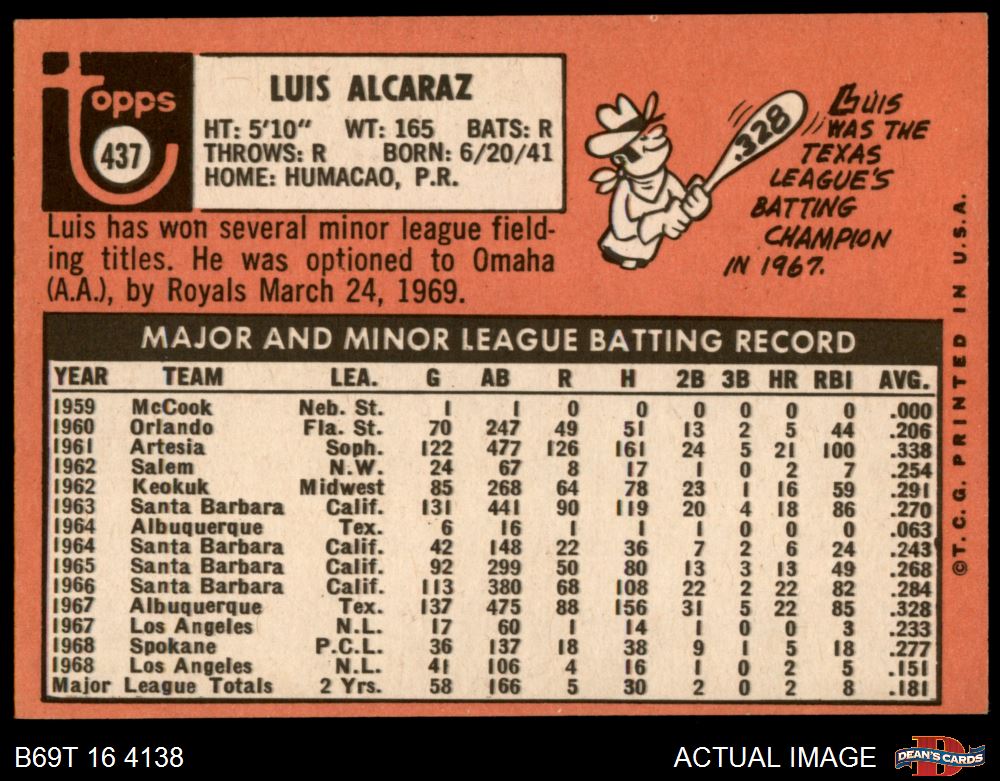 Topps
437
LUIS ALCARAZ
HT: 5'10" WT: 165 BATS: R
THROWS: R BORN: 6/20/41
HOME: HUMACAO, P.R.
Luis has won several minor league field-
ing titles. He was optioned to Omaha
(A.A.), by Royals March 24, 1969.
.328
LUIS
WAS THE
TEXAS
LEAGUE'S
BATTING
CHAMPION
IN 1967.
MAJOR AND MINOR LEAGUE BATTING RECORD
YEAR TEAM LEA. G AB R H 2B 3B HR RBI AVG.
1959 McCook Neb. St. 1 1 0 0 0 0 0 0 .000
1960 Orlando Fla. St. 70 247 49 51 13 2 5 44 .206
1961 Artesia Soph. 122 477 126 161 24 5 21 100 .338
1962 Salem N.W. 24 67 8 17 1 0 2 7 .254
1962 Keokuk Midwest 85 268 64 78 23 1 16 59 .291
1963 Santa Barbara Calif. 131 441 90 119 20 4 18 86 .270
1964 Albuquerque Tex. 6 16 1 1 1 0 0 0 .063
1964 Santa Barbara Calif. 42 148 22 36 7 2 6 24 .243
1965 Santa Barbara Calif. 92 299 50 80 13 3 13 49 .268
1966 Santa Barbara Calif. 113 380 68 108 22 2 22 82 .284
1967 Albuquerque Tex. 137 475 88 156 31 5 22 85 .328
1967 Los Angeles N.L. 17 60 1 14 1 0 0 3 .233
1968 Spokane P.C.L. 36 137 18 38 9 1 5 18 .277
1968 Los Angeles N.L. 41 106 4 16 1 0 2 5 .151
Major League Totals 2 Yrs. 58 166 5 30 2 0 2 8 .181
©T. C. G. PRINTED IN U.S.A.
B69T 16 4138
ACTUAL IMAGE
D
DEAN'S CARDS